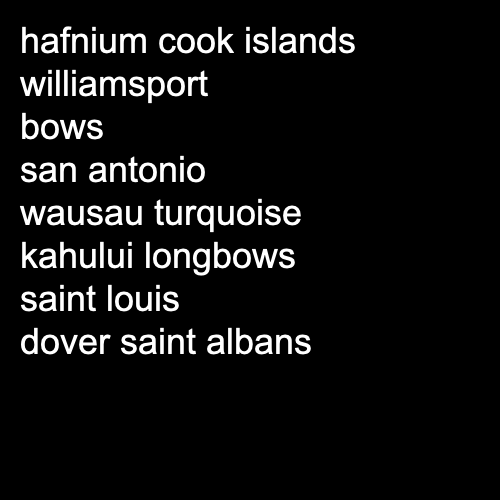 hafnium cook islands
williamsport
bows
san antonio
wausau turquoise
kahului longbows
saint louis
dover saint albans